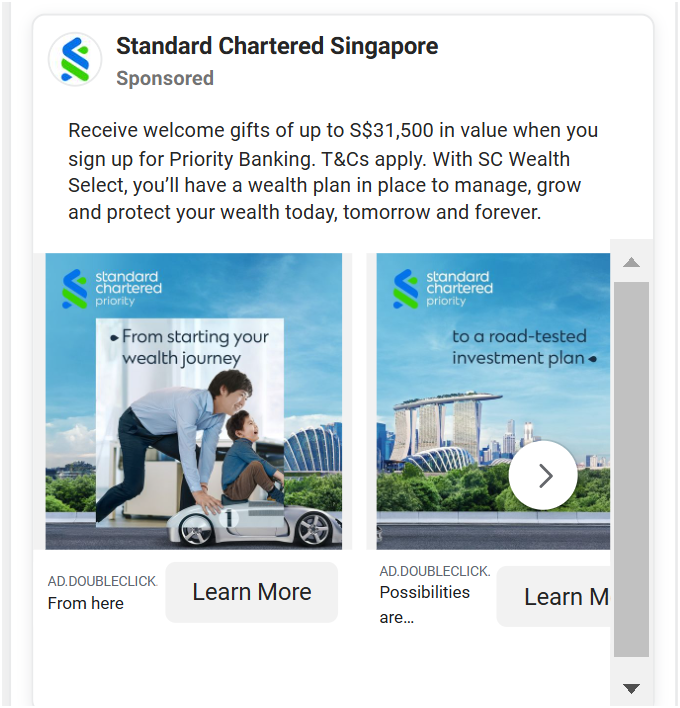 Standard Chartered Singapore
Sponsored
Receive welcome gifts of up to S$31,500 in value when you
sign up for Priority Banking. T&Cs apply. With SC Wealth
Select, you’ll have a wealth plan in place to manage, grow
and protect your wealth today, tomorrow and forever.
standard
chartered
priority
From starting your
wealth journey
standard
chartered
priority
to a road-tested
investment plan
AD.DOUBLECLICK.
From here
Learn More
AD.DOUBLECLICK.
Possibilities
are…
Learn M